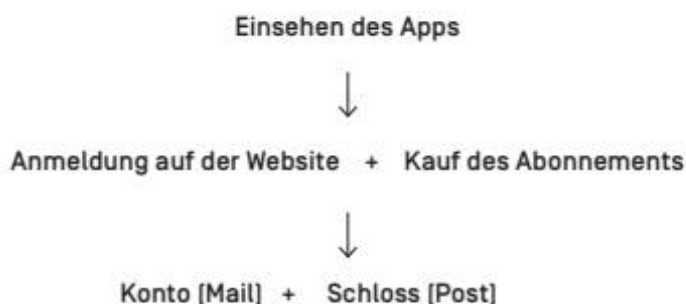 Einsehen des Apps
↓
Anmeldung auf der Website + Kauf des Abonnements
↓
Konto [Mail] + Schloss [Post]